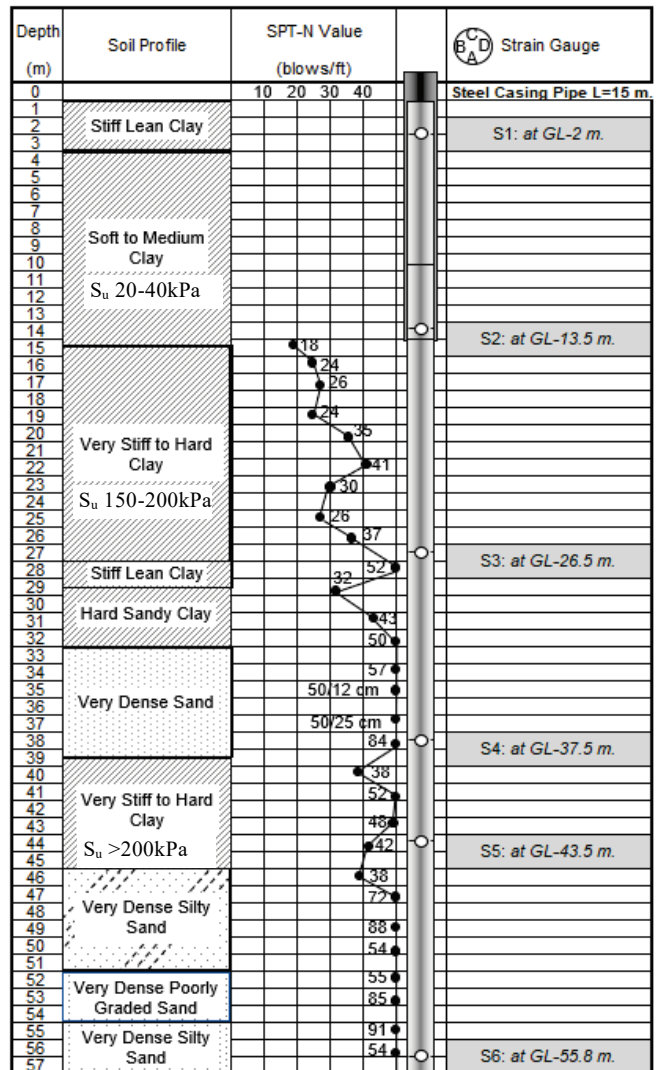 Depth
(m)
Soil Profile
SPT-N Value
(blows/ft)
C
B D
A
Strain Gauge
0
10 20 30 40
Steel Casing Pipe L=15 m.
1
2
Stiff Lean Clay
S1: at GL-2 m.
3
4
5
6
7
8
Soft to Medium
9
Clay
10
11
Su 20-40kPa
12
13
14
S2: at GL-13.5 m.
15
18
16
24
17
26
18
19
24
20
35
Very Stiff to Hard
21
Clay
22
41
23
30
24
Su 150-200kPa
25
26
26
37
27
S3: at GL-26.5 m.
28
Stiff Lean Clay
52
29
32
30
Hard Sandy Clay
31
43
32
50
33
34
57
35
50/12 cm
36
Very Dense Sand
37
50/25 cm
38
84
S4: at GL-37.5 m.
39
40
38
41
Very Stiff to Hard
52
42
Clay
43
48
44
Su >200kPa
42
S5: at GL-43.5 m.
45
46
38
47
72
48
Very Dense Silty
49
Sand
88
50
54
51
52
Very Dense Poorly
55
53
Graded Sand
85
54
55
Very Dense Silty
91
56
Sand
54
S6: at GL-55.8 m.
57